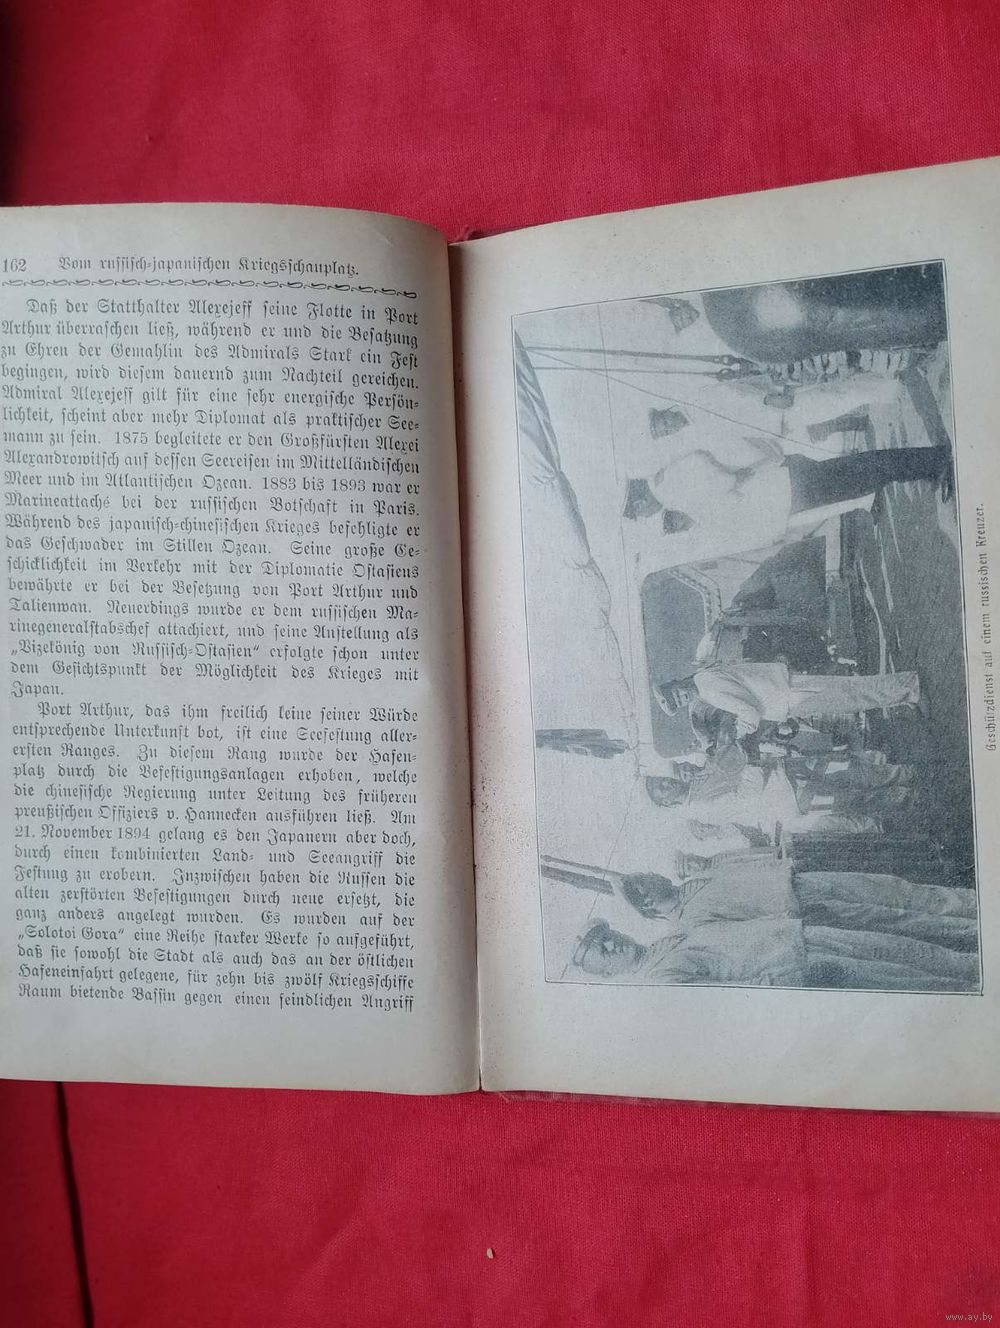 162 Vom russisch-japanischen Kriegsschauplatz.
Daß der Statthalter Alexejeff seine Flotte in Port
Arthur überraschen ließ, während er und die Besatzung
zu Ehren der Gemahlin des Admirals Stark ein Fest
begingen, wird diesem dauernd zum Nachteil gereichen.
Admiral Alexejeff gilt für eine sehr energische Persön-
lichkeit, scheint aber mehr Diplomat als praktischer See-
mann zu sein. 1875 begleitete er den Großfürsten Alexei
Alexandrowitsch auf dessen Seereisen im Mittelländischen
Meer und im Atlantischen Ozean. 1883 bis 1893 war er
Marineattaché bei der russischen Botschaft in Paris.
Während des japanisch-chinesischen Krieges befehligte er
das Geschwader im Stillen Ozean. Seine große Ge-
schicklichkeit im Verkehr mit der Diplomatie Ostasiens
bewährte er bei der Besetzung von Port Arthur und
Talienwan. Neuerdings wurde er dem russischen Ma-
rinegeneralstabschef attachiert, und seine Anstellung als
„Vizekönig von Russisch-Ostasien“ erfolgte schon unter
dem Gesichtspunkt der Möglichkeit des Krieges mit
Japan.
Port Arthur, das ihm freilich keine seiner Würde
entsprechende Unterkunft bot, ist eine Seefestung aller-
ersten Ranges. Zu diesem Rang wurde der Hafen-
platz durch die Befestigungsanlagen erhoben, welche
die chinesische Regierung unter Leitung des früheren
preußischen Offiziers v. Hannecken ausführen ließ. Am
21. November 1894 gelang es den Japanern aber doch,
durch einen kombinierten Land- und Seeangriff die
Festung zu erobern. Inzwischen haben die Russen die
alten zerstörten Befestigungen durch neue ersetzt, die
ganz anders angelegt wurden. Es wurden auf der
„Solotoi Gora“ eine Reihe starker Werke so aufgeführt,
daß sie sowohl die Stadt als auch das an der östlichen
Hafeneinfahrt gelegene, für zehn bis zwölf Kriegsschiffe
Raum bietende Bassin gegen einen feindlichen Angriff
Geschützdienst auf einem russischen Kreuzer.
www.ay.by